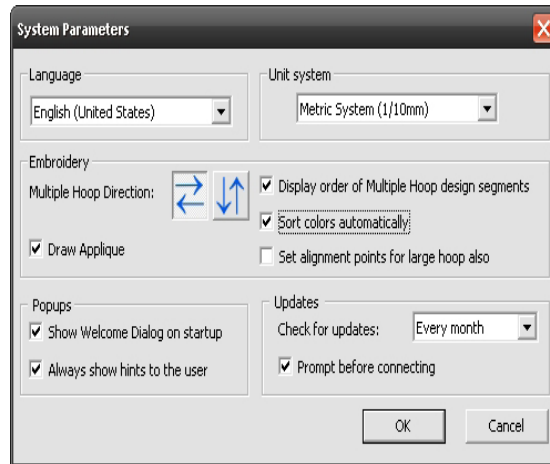 System Parameters
Language
English (United States)
Unit system
Metric System (1/10mm)
Embroidery
Multiple Hoop Direction:
Display order of Multiple Hoop design segments
Sort colors automatically
Draw Applique
Set alignment points for large hoop also
Popups
Show Welcome Dialog on startup
Always show hints to the user
Updates
Check for updates:
Every month
Prompt before connecting
OK
Cancel